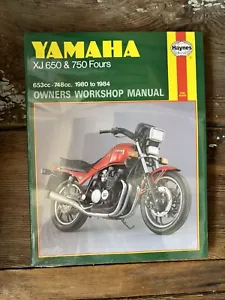 YAMAHA
Haynes
XJ 650 & 750 Fours
653cc - 748cc. 1980 to 1984
OWNERS WORKSHOP MANUAL